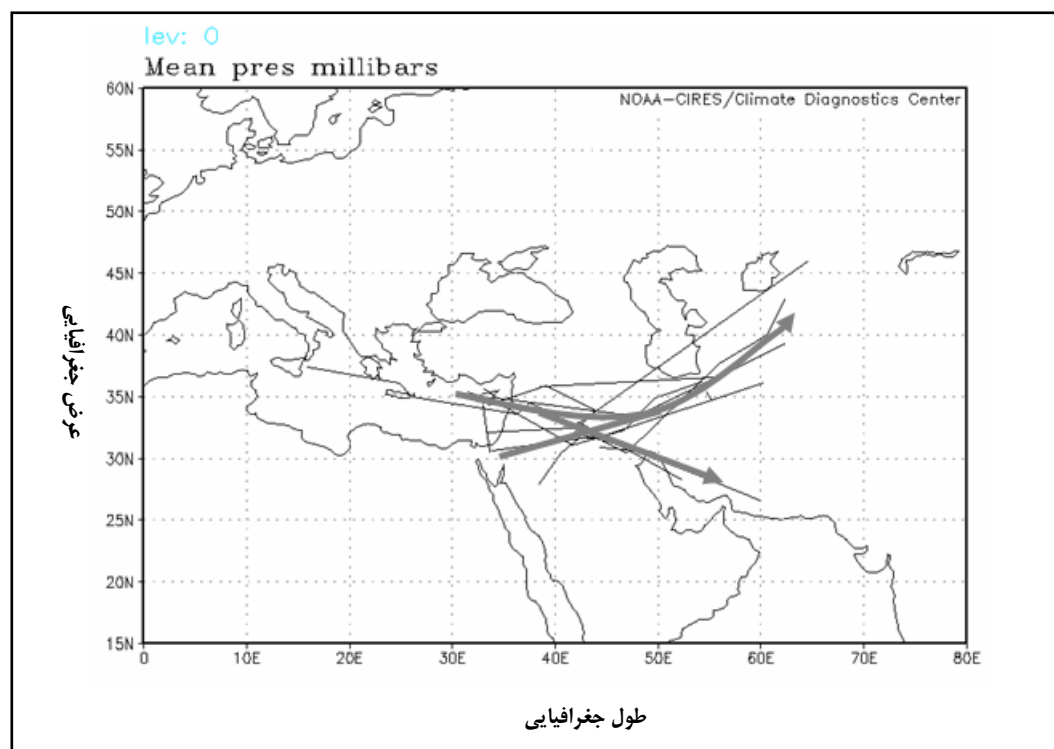 lev: 0
Mean pres millibars
NOAA-CIRES/Climate Diagnostics Center
60N
55N
50N
45N
40N
35N
30N
25N
20N
15N
عرض جغرافیایی
0 10E 20E 30E 40E 50E 60E 70E 80E
طول جغرافیایی